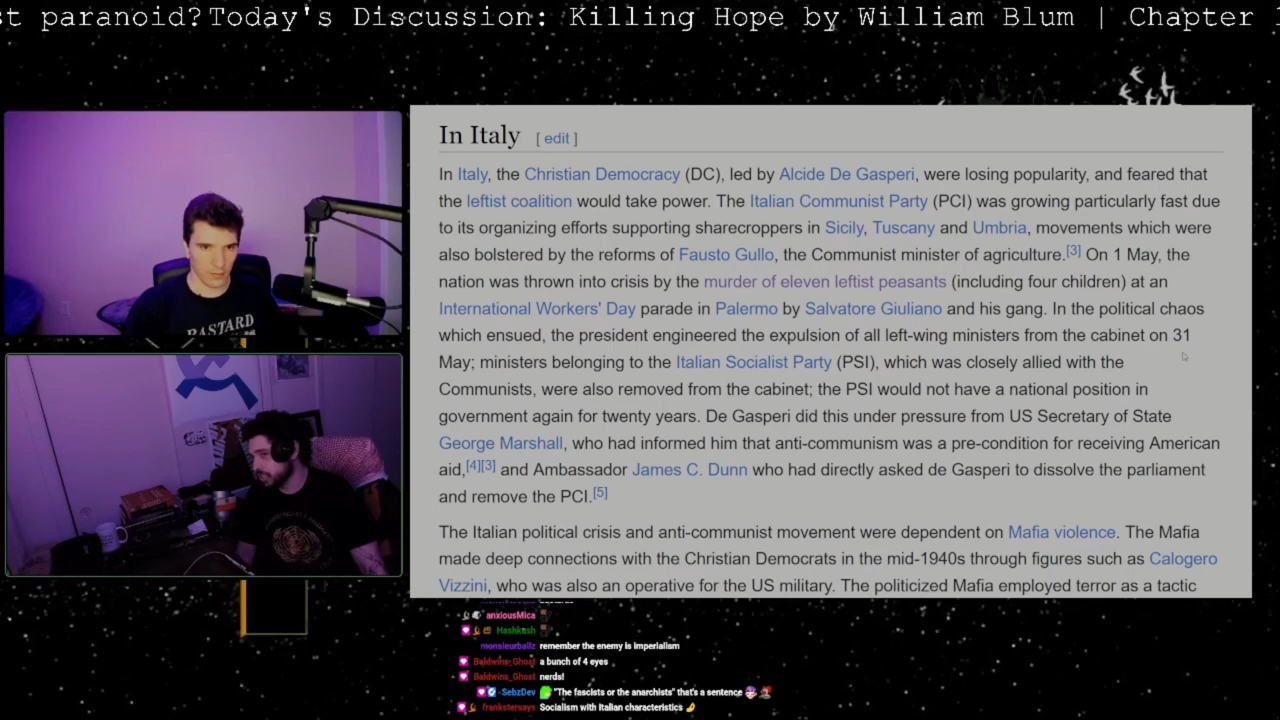 st paranoid?Today's Discussion: Killing Hope by William Blum | Chapter
In Italy [ edit ]
In Italy, the Christian Democracy (DC), led by Alcide De Gasperi, were losing popularity, and feared that
the leftist coalition would take power. The Italian Communist Party (PCI) was growing particularly fast due
to its organizing efforts supporting sharecroppers in Sicily, Tuscany and Umbria, movements which were
also bolstered by the reforms of Fausto Gullo, the Communist minister of agriculture.[3] On 1 May, the
nation was thrown into crisis by the murder of eleven leftist peasants (including four children) at an
International Workers' Day parade in Palermo by Salvatore Giuliano and his gang. In the political chaos
which ensued, the president engineered the expulsion of all left-wing ministers from the cabinet on 31
May; ministers belonging to the Italian Socialist Party (PSI), which was closely allied with the
Communists, were also removed from the cabinet; the PSI would not have a national position in
government again for twenty years. De Gasperi did this under pressure from US Secretary of State
George Marshall, who had informed him that anti-communism was a pre-condition for receiving American
aid,[4][3] and Ambassador James C. Dunn who had directly asked de Gasperi to dissolve the parliament
and remove the PCI.[5]
The Italian political crisis and anti-communist movement were dependent on Mafia violence. The Mafia
made deep connections with the Christian Democrats in the mid-1940s through figures such as Calogero
Vizzini, who was also an operative for the US military. The politicized Mafia employed terror as a tactic
BASTARD
anxiousMica
Hashkash
monsieurballz remember the enemy is Imperialism
Baldwins_Ghost a bunch of 4 eyes
Baldwins_Ghost nerds!
-SebzDev "The fascists or the anarchists" that's a sentence
frankstersays Socialism with Italian characteristics